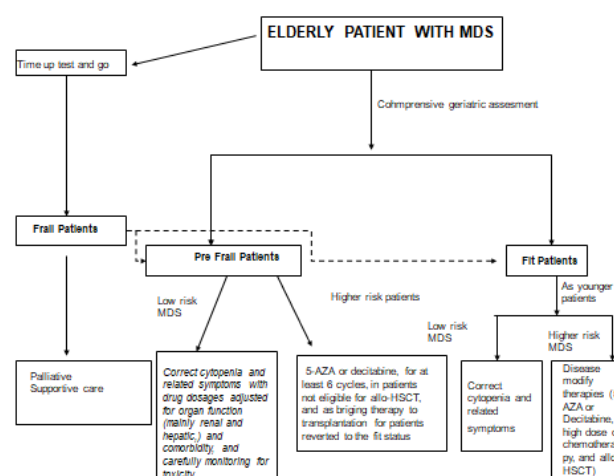 ELDERLY PATIENT WITH MDS
Time up test and go
Cohmprensive geriatric assesment
Frail Patients
Pre Frail Patients
Fit Patients
Low risk
MDS
Higher risk patients
As younger
patients
Low risk
MDS
Higher risk
MDS
Palliative
Supportive care
Correct cytopenia and
related symptoms with
drug dosages adjusted
for organ function
(mainly renal and
hepatic,) and
comorbidity, and
carefully monitoring for
toxicity
5-AZA or decitabine, for at
least 6 cycles, in patients
not eligible for allo-HSCT,
and as briging therapy to
transplantation for patients
reverted to the fit status
Correct
cytopenia and
related
symptoms
Disease
modify
therapies (
AZA or
Decitabine,
high dose
chemothera
py, and allo
HSCT)